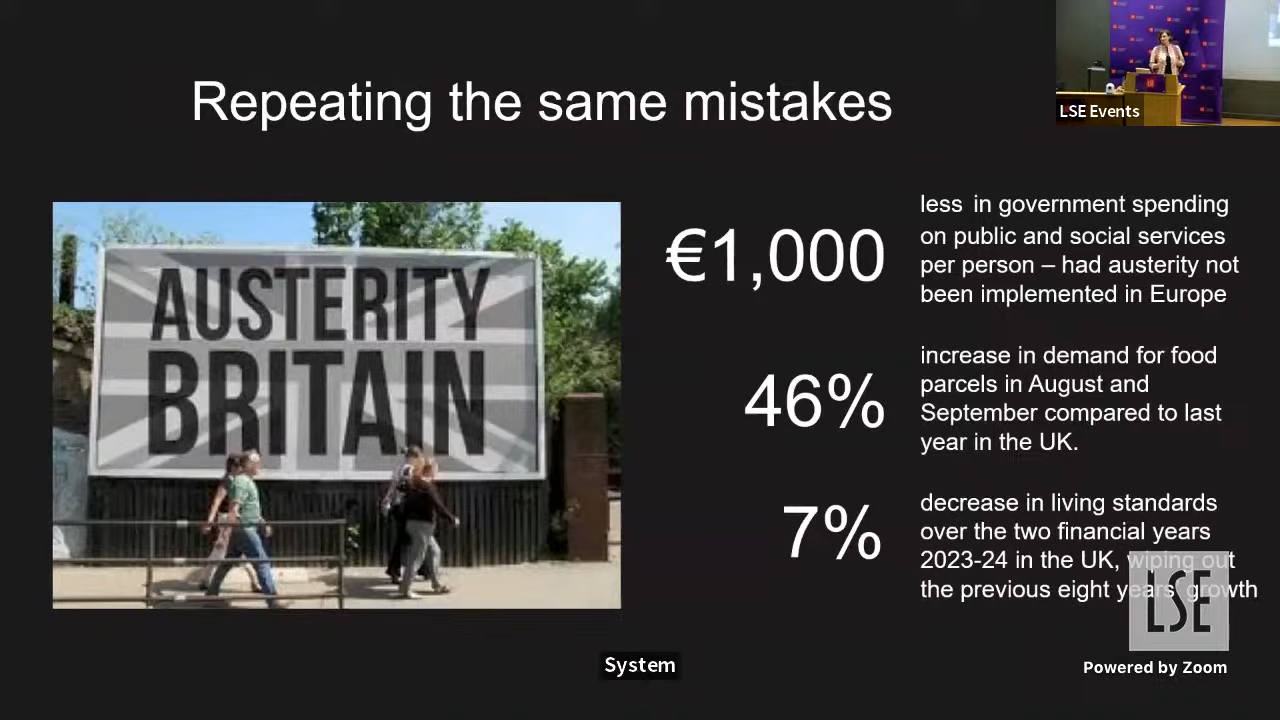 Repeating the same mistakes
LSE Events
AUSTERITY
BRITAIN
€1,000
less in government spending
on public and social services
per person – had austerity not
been implemented in Europe
46%
increase in demand for food
parcels in August and
September compared to last
year in the UK.
7%
decrease in living standards
over the two financial years
2023-24 in the UK, wiping out
the previous eight years' growth
LSE
System
Powered by Zoom